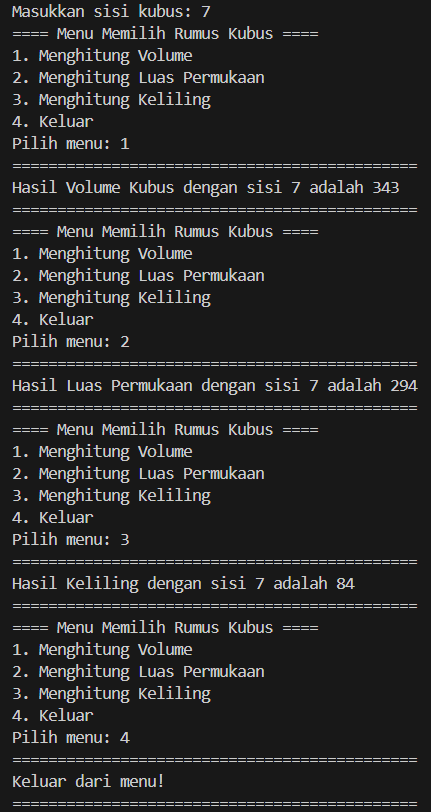 Masukkan sisi kubus: 7
==== Menu Memilih Rumus Kubus ====
1. Menghitung Volume
2. Menghitung Luas Permukaan
3. Menghitung Keliling
4. Keluar
Pilih menu: 1
=============================================
Hasil Volume Kubus dengan sisi 7 adalah 343
=============================================
==== Menu Memilih Rumus Kubus ====
1. Menghitung Volume
2. Menghitung Luas Permukaan
3. Menghitung Keliling
4. Keluar
Pilih menu: 2
=============================================
Hasil Luas Permukaan dengan sisi 7 adalah 294
=============================================
==== Menu Memilih Rumus Kubus ====
1. Menghitung Volume
2. Menghitung Luas Permukaan
3. Menghitung Keliling
4. Keluar
Pilih menu: 3
=============================================
Hasil Keliling dengan sisi 7 adalah 84
=============================================
==== Menu Memilih Rumus Kubus ====
1. Menghitung Volume
2. Menghitung Luas Permukaan
3. Menghitung Keliling
4. Keluar
Pilih menu: 4
=============================================
Keluar dari menu!
=============================================